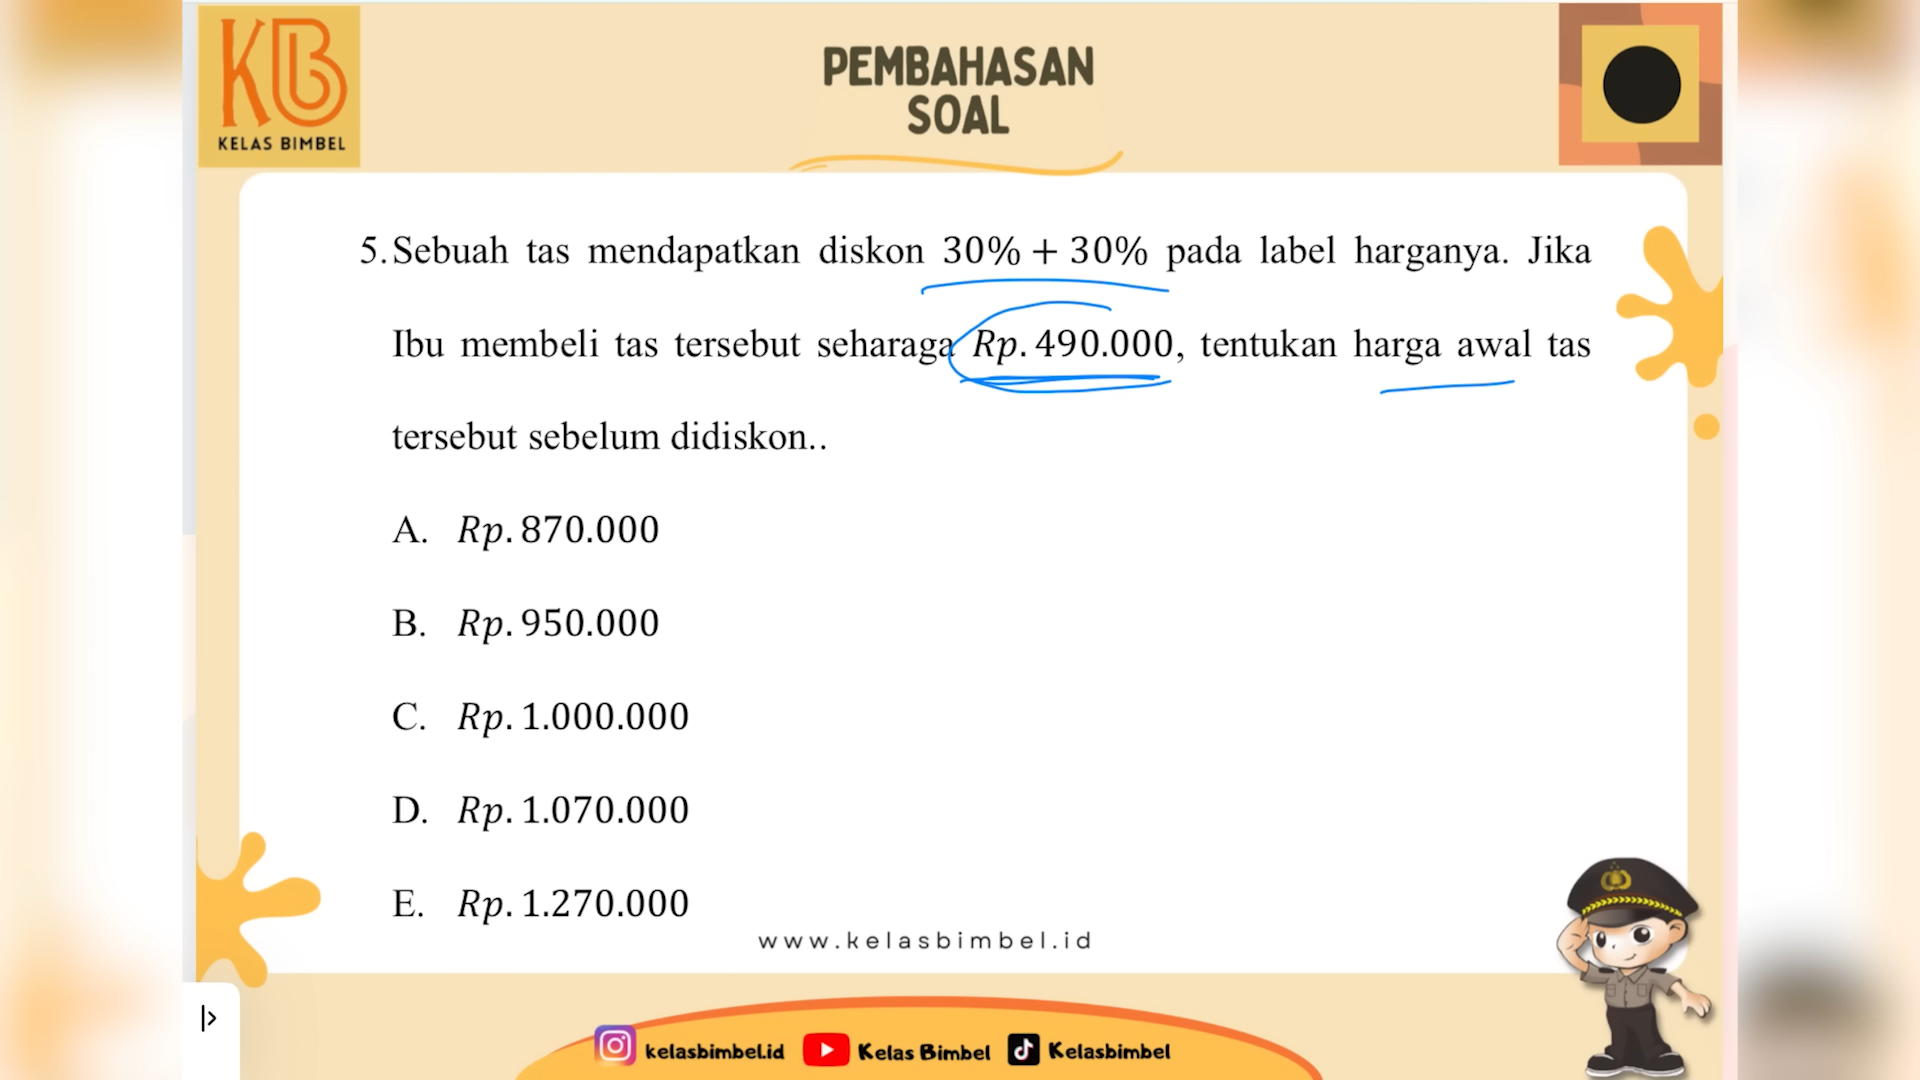 KB
KELAS BIMBEL
PEMBAHASAN
SOAL
5. Sebuah tas mendapatkan diskon 30% + 30% pada label harganya. Jika
Ibu membeli tas tersebut seharaga Rp. 490.000, tentukan harga awal tas
tersebut sebelum didiskon..
A. Rp. 870.000
B. Rp. 950.000
C. Rp. 1.000.000
D. Rp. 1.070.000
E. Rp. 1.270.000
www.kelasbimbel.id
kelasbimbel.id Kelas Bimbel Kelasbimbel